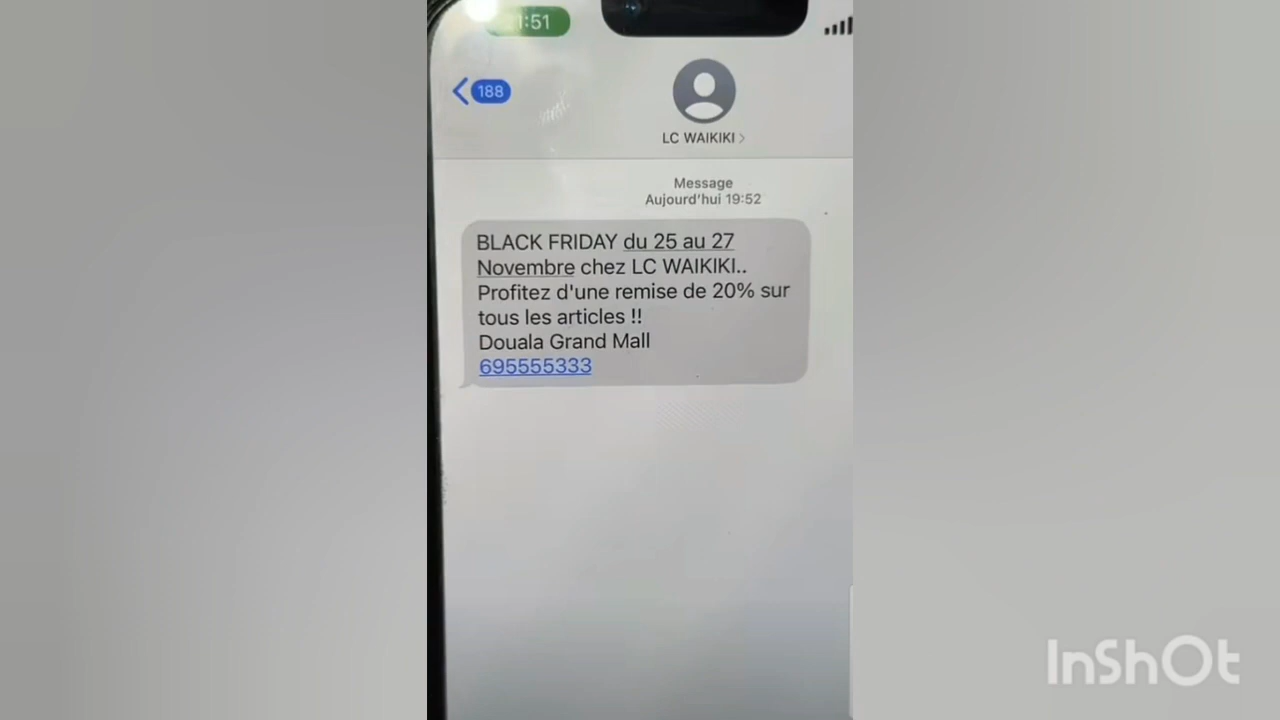 1:51
188
LC WAIKIKI
Message
Aujourd'hui 19:52
BLACK FRIDAY du 25 au 27
Novembre chez LC WAIKIKI..
Profitez d'une remise de 20% sur
tous les articles !!
Douala Grand Mall
695555333
InShOt